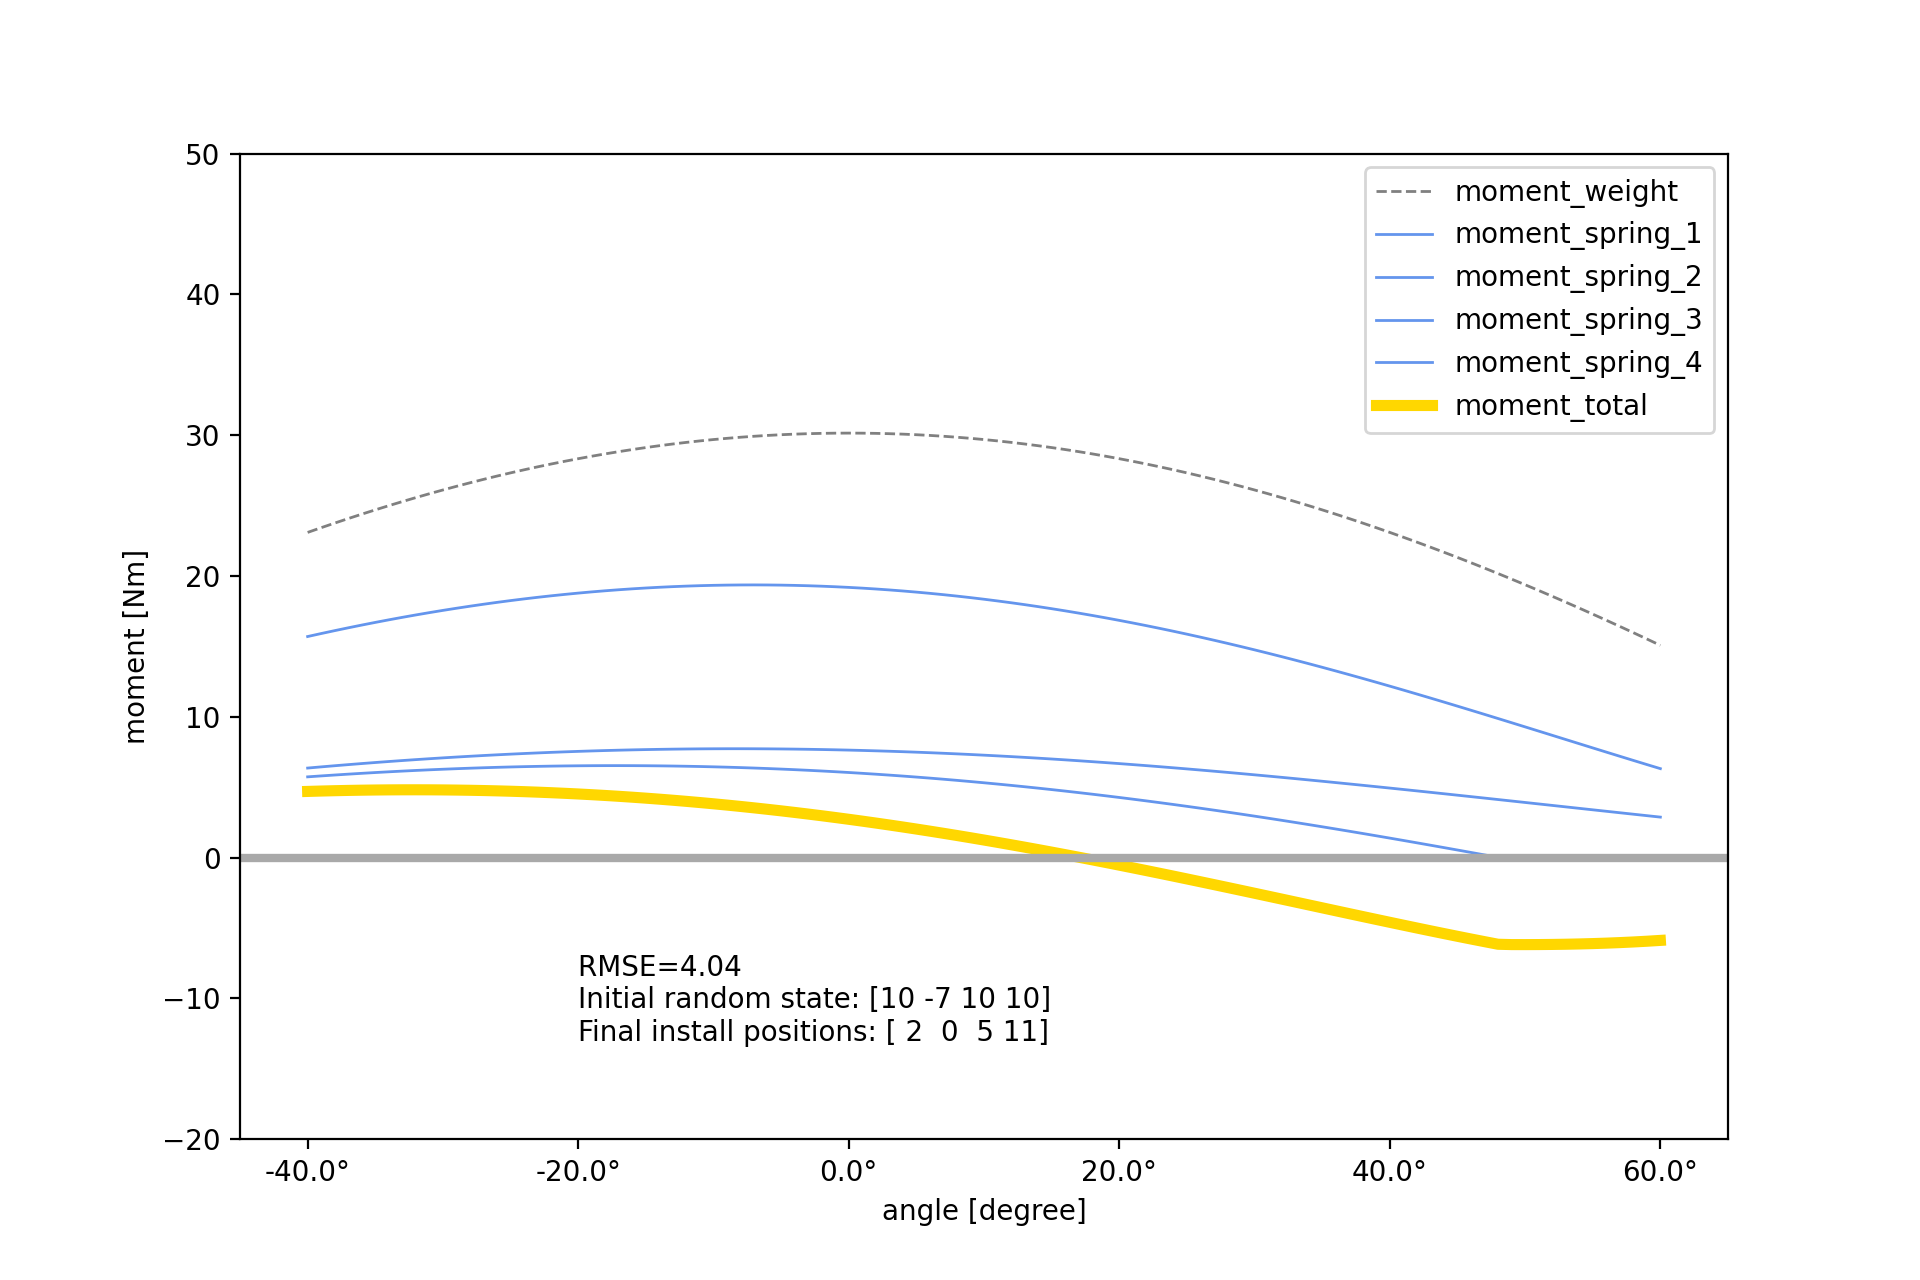 50
40
30
20
10
0
−10
−20
moment [Nm]
moment_weight
moment_spring_1
moment_spring_2
moment_spring_3
moment_spring_4
moment_total
RMSE=4.04
Initial random state: [10 -7 10 10]
Final install positions: [ 2  0  5 11]
-40.0° -20.0° 0.0° 20.0° 40.0° 60.0°
angle [degree]